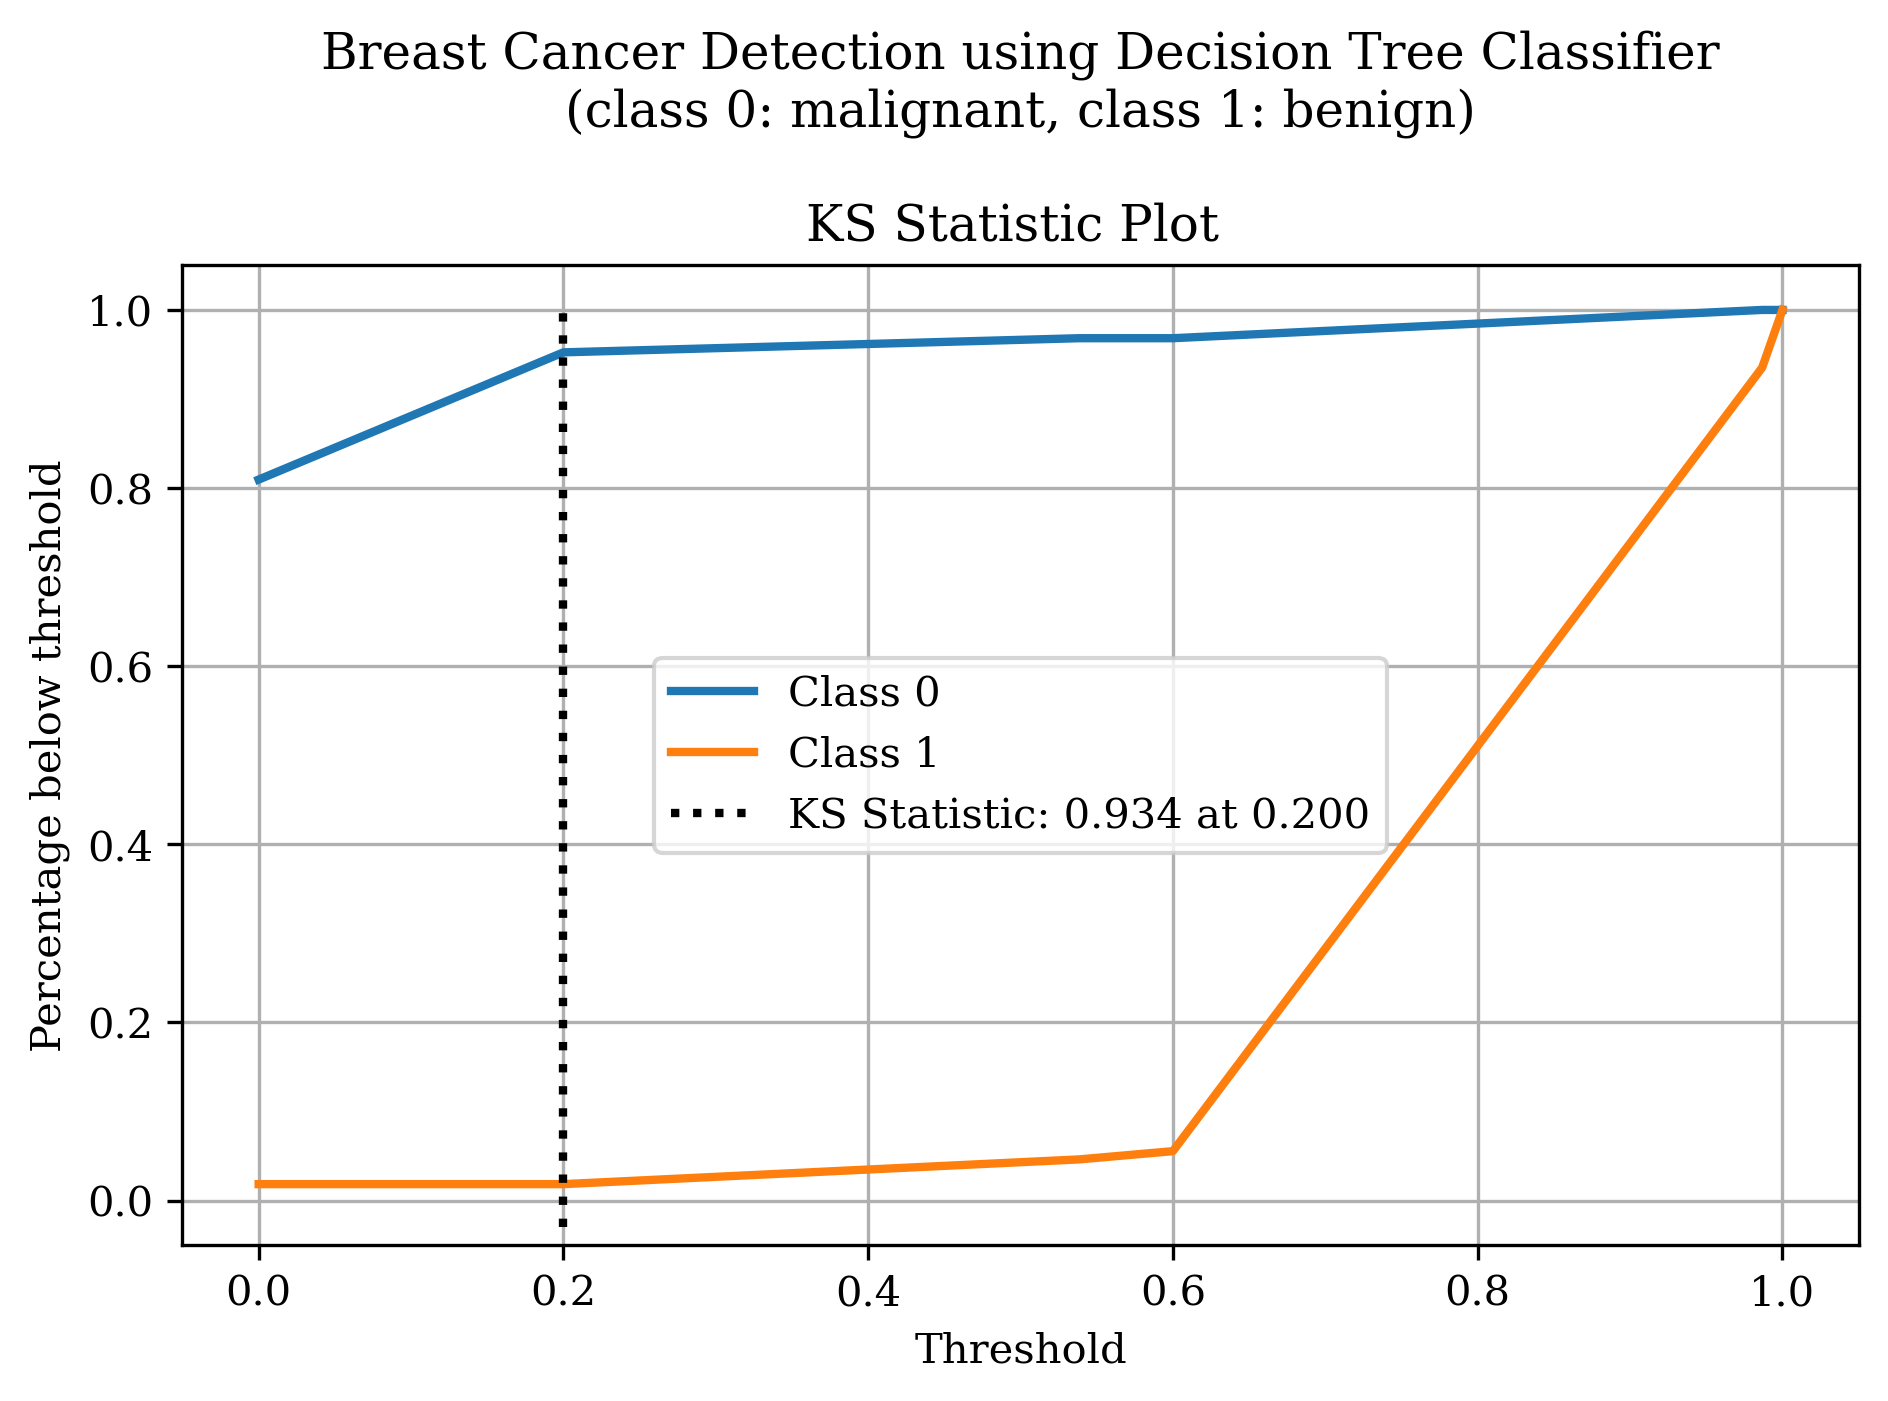 Breast Cancer Detection using Decision Tree Classifier
(class 0: malignant, class 1: benign)
KS Statistic Plot
1.0
0.8
0.6
0.4
0.2
0.0
Percentage below threshold
Class 0
Class 1
KS Statistic: 0.934 at 0.200
0.0 0.2 0.4 0.6 0.8 1.0
Threshold